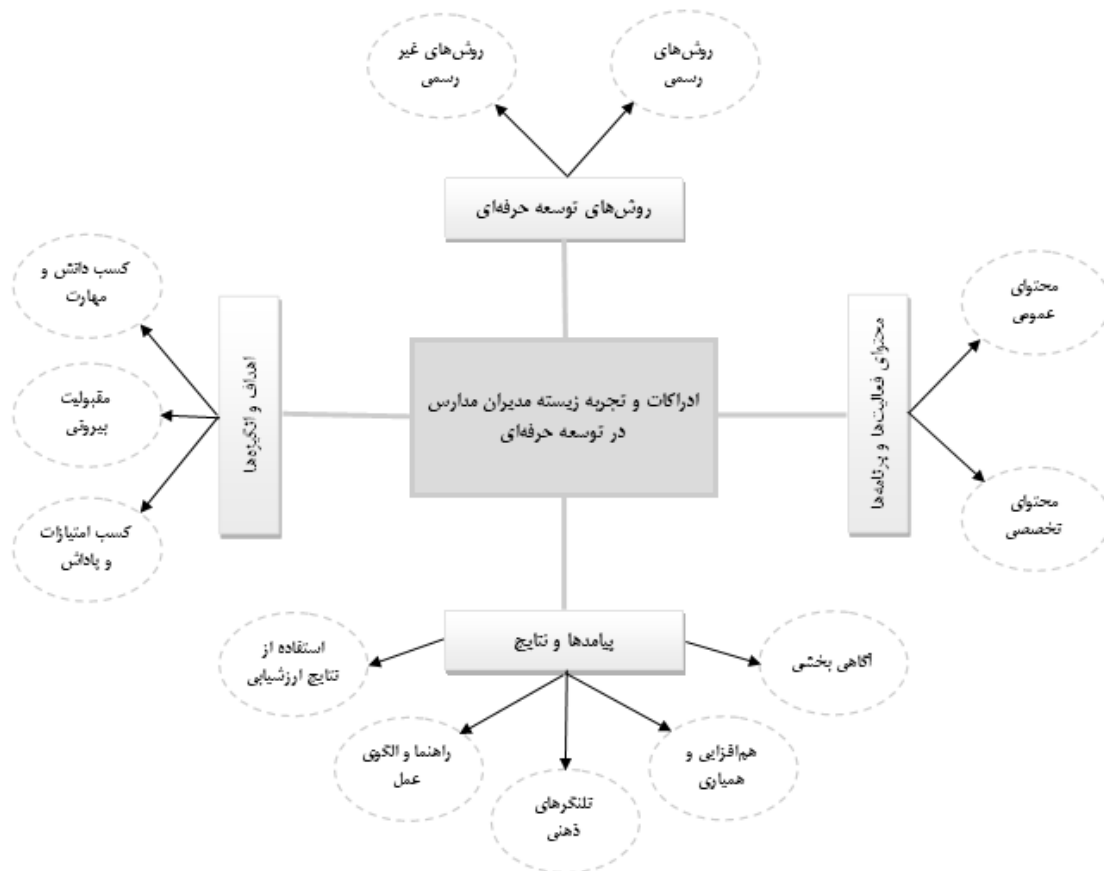 روش‌های
رسمی
روش‌های غیر
رسمی
روش‌های توسعه حرفه‌ای
محتوای
عمومی
محتوای فعالیت‌ها و برنامه‌ها
محتوای
تخصصی
ادراکات و تجربه زیسته مدیران مدارس
در توسعه حرفه‌ای
اهداف و انگیزه‌ها
کسب دانش و
مهارت
مقبولیت
بیرونی
کسب امتیازات
و پاداش
پیامدها و نتایج
آگاهی بخشی
هم‌افزایی و
همیاری
تلنگرهای
ذهنی
راهنما و الگوی
عمل
استفاده از
نتایج ارزشیابی